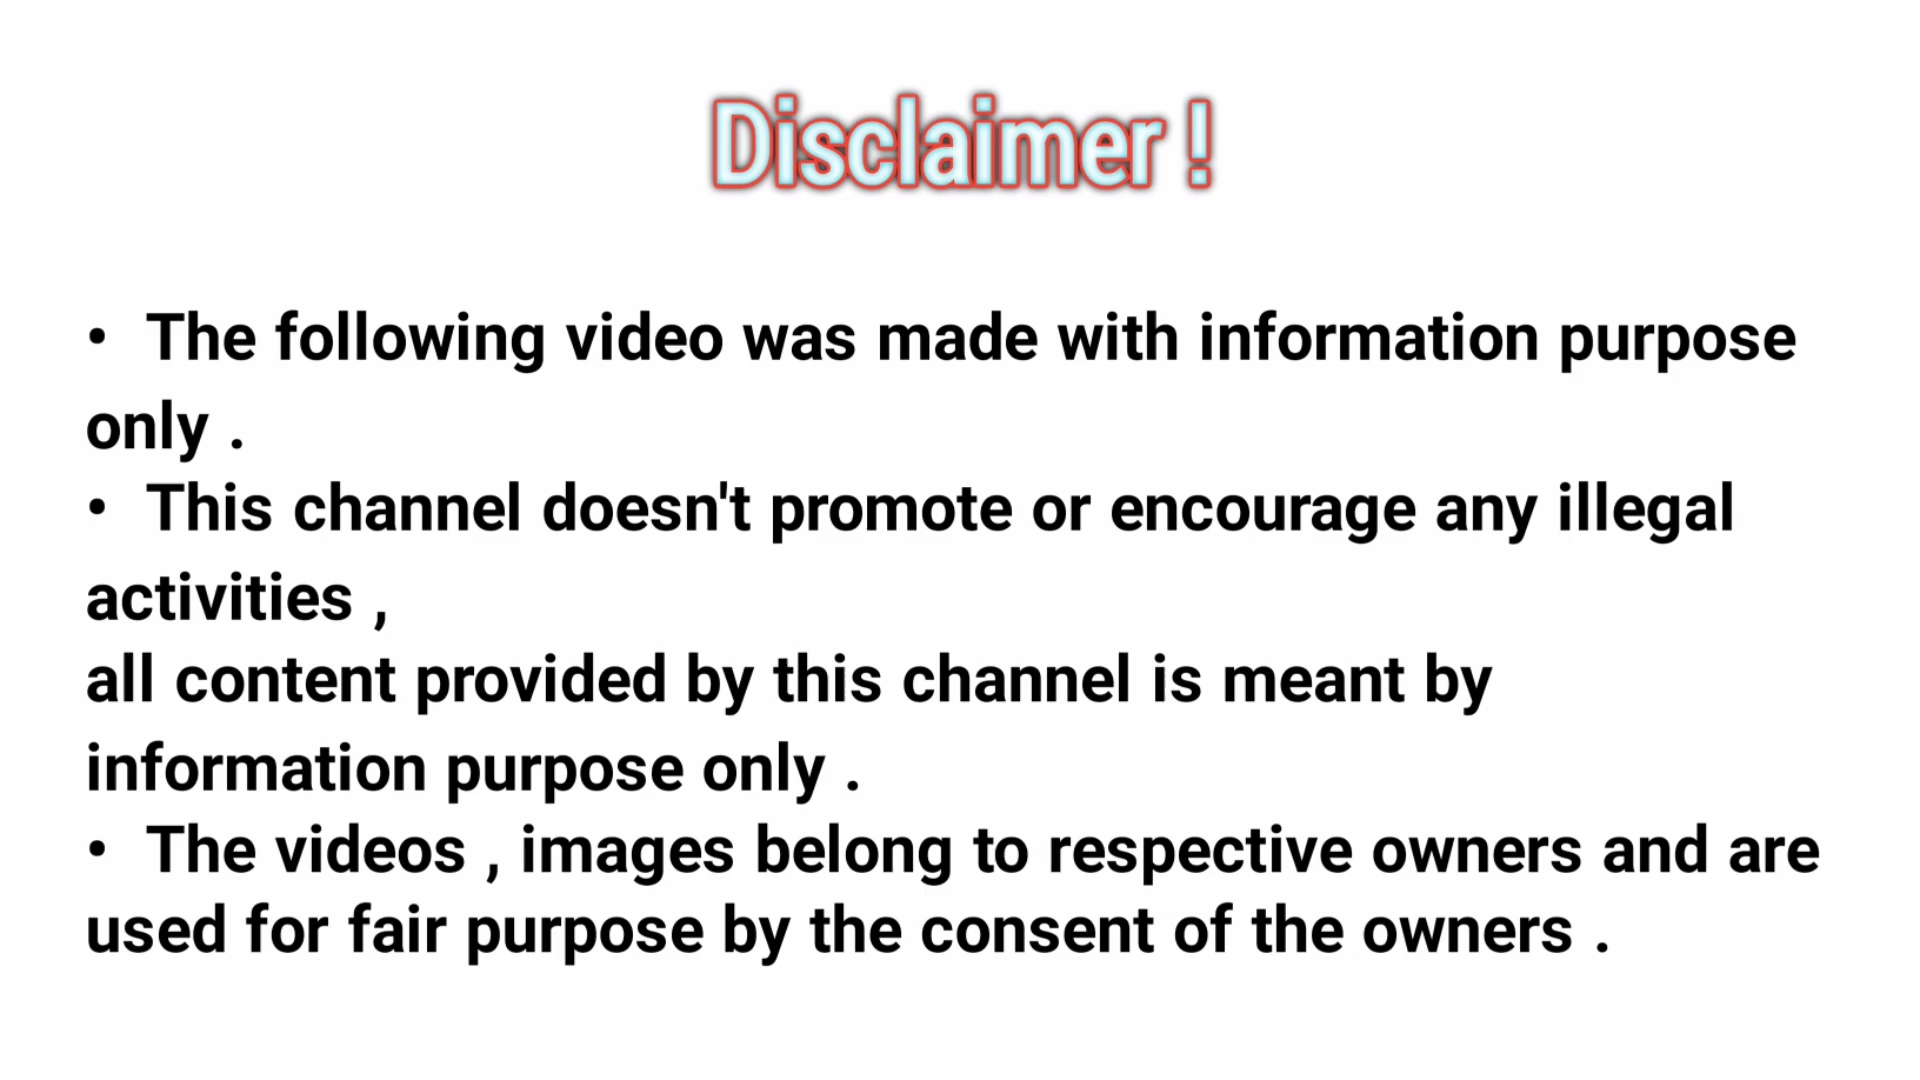 Disclaimer !
• The following video was made with information purpose
only .
• This channel doesn't promote or encourage any illegal
activities ,
all content provided by this channel is meant by
information purpose only .
• The videos , images belong to respective owners and are
used for fair purpose by the consent of the owners .